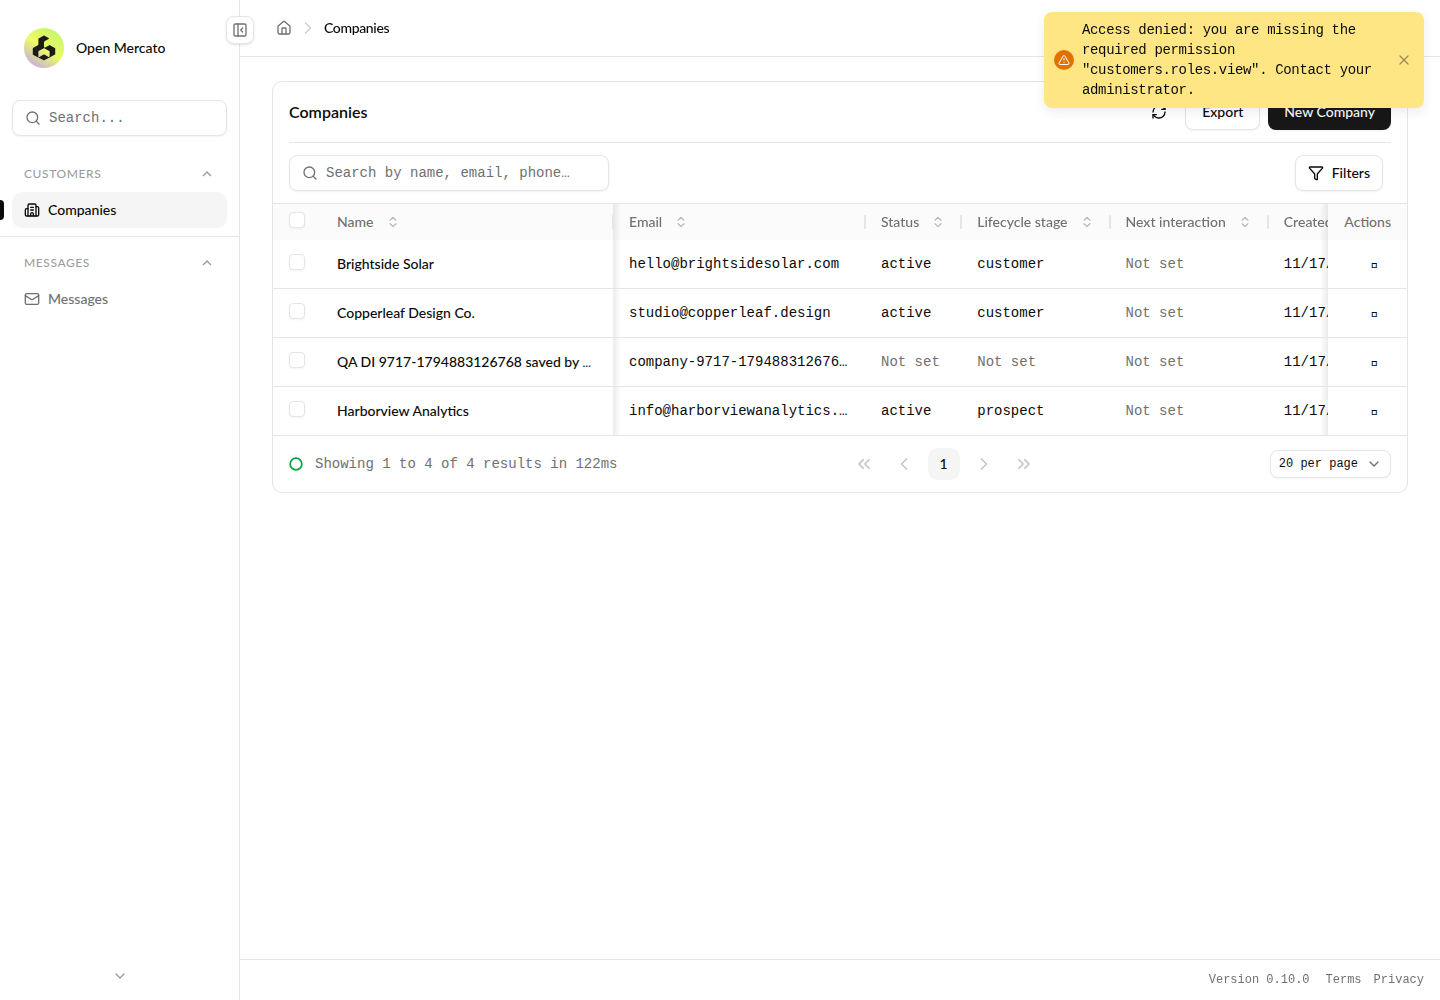 Open Mercato
Companies
Access denied: you are missing the
required permission
"customers.roles.view". Contact your
administrator.
Search...
CUSTOMERS
Companies
MESSAGES
Messages
Companies
Export
New Company
Search by name, email, phone…
Filters
Name Email Status Lifecycle stage Next interaction Created Actions
Brightside Solar hello@brightsidesolar.com active customer Not set 11/17/
Copperleaf Design Co. studio@copperleaf.design active customer Not set 11/17/
QA DI 9717-1794883126768 saved by ... company-9717-179488312676… Not set Not set Not set 11/17/
Harborview Analytics info@harborviewanalytics.… active prospect Not set 11/17/
Showing 1 to 4 of 4 results in 122ms
1
20 per page
Version 0.10.0 Terms Privacy